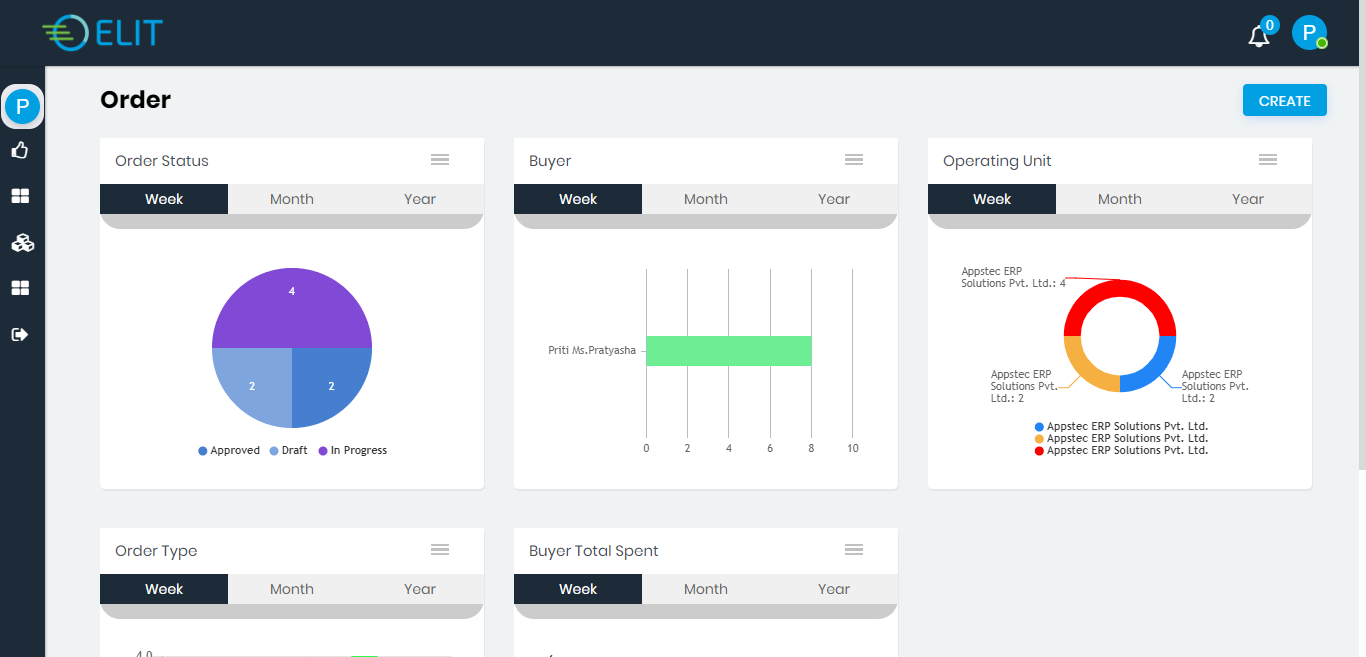 ELIT
0
P
P
Order
CREATE
Order Status
Week Month Year
4
2 2
Approved Draft In Progress
Buyer
Week Month Year
Priti Ms.Pratyasha
0 2 4 6 8 10
Operating Unit
Week Month Year
Appstec ERP
Solutions Pvt. Ltd.: 4
Appstec ERP
Solutions Pvt.
Ltd.: 2
Appstec ERP
Solutions Pvt.
Ltd.: 2
Appstec ERP Solutions Pvt. Ltd.
Appstec ERP Solutions Pvt. Ltd.
Appstec ERP Solutions Pvt. Ltd.
Order Type
Week Month Year
4.0
Buyer Total Spent
Week Month Year